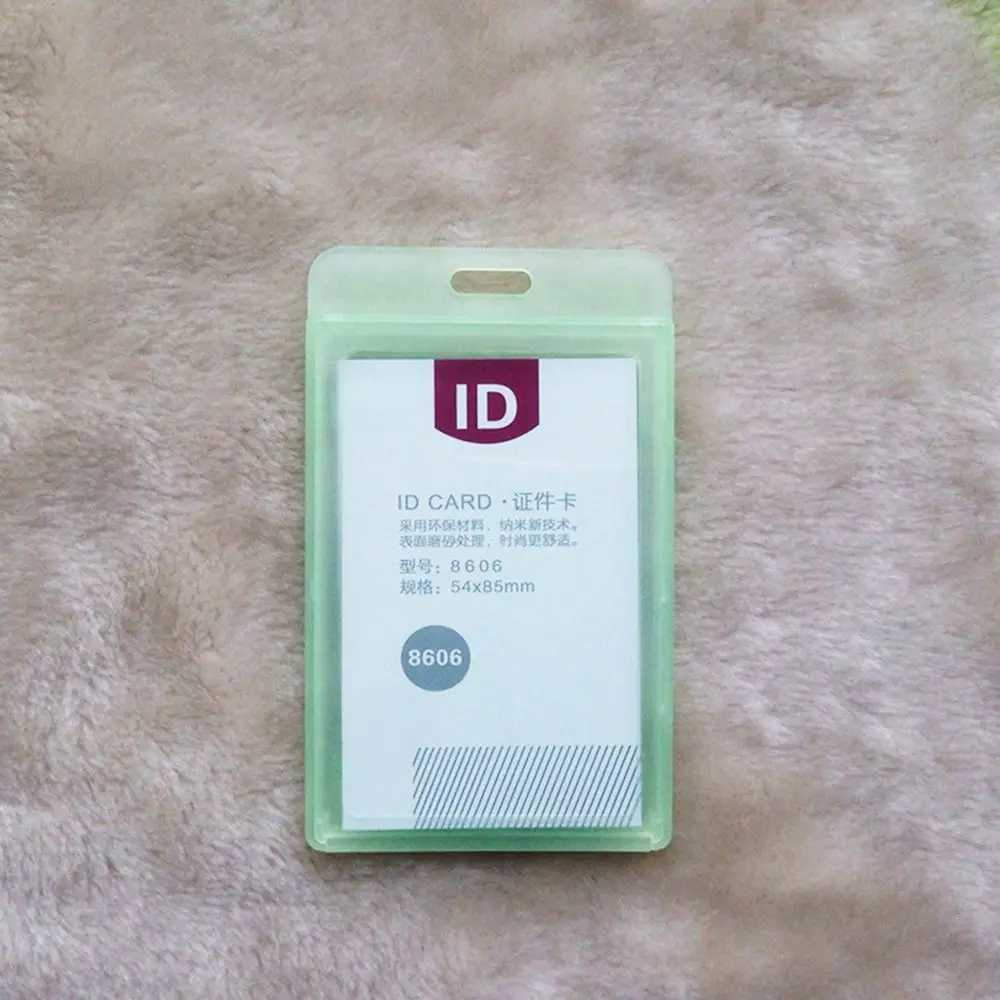 ID
ID CARD · 证件卡
采用环保材料，纳米新技术。
表面磨砂处理，时尚更舒适。
型号：8606
规格：54x85mm
8606